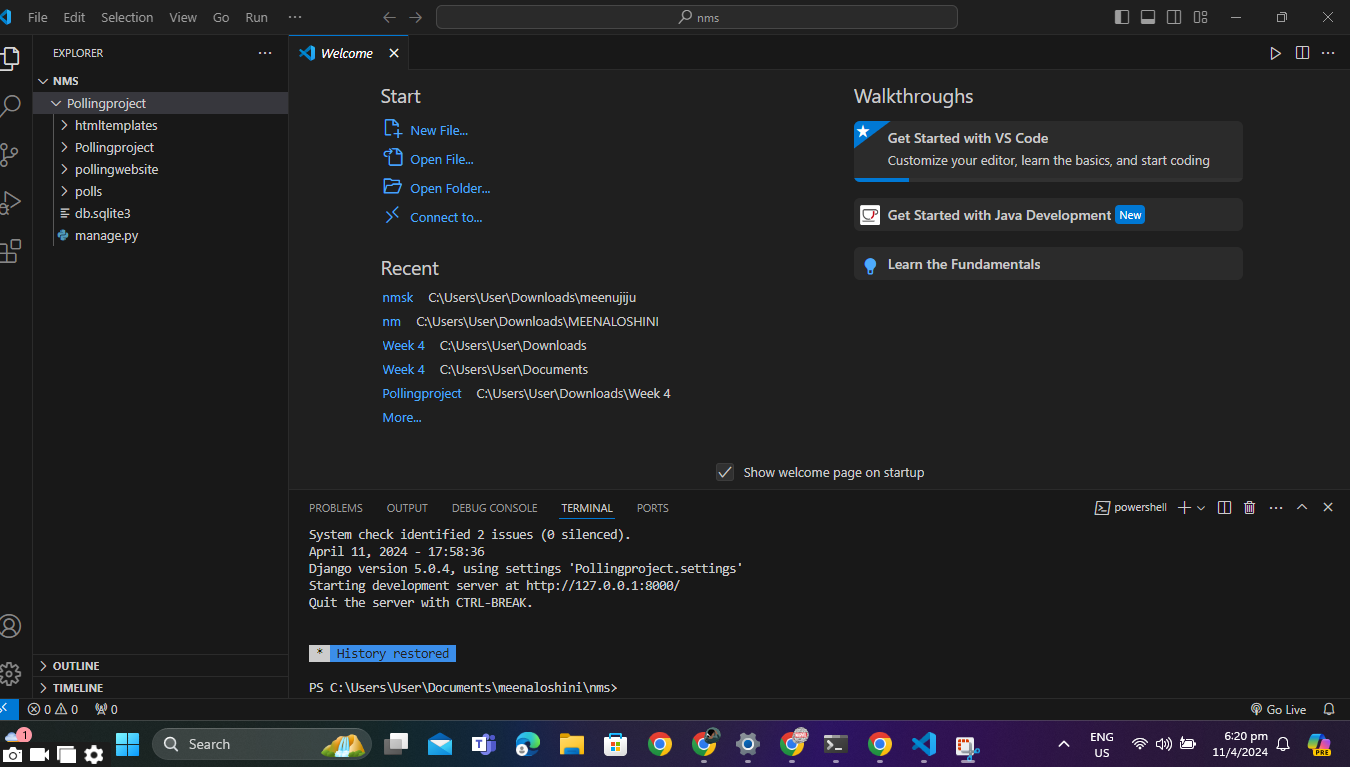 File Edit Selection View Go Run ···
nms
EXPLORER ···
NMS
Pollingproject
htmltemplates
Pollingproject
pollingwebsite
polls
db.sqlite3
manage.py
OUTLINE
TIMELINE
Welcome
Start
New File...
Open File...
Open Folder...
Connect to...
Recent
nmsk C:\Users\User\Downloads\meenujiju
nm C:\Users\User\Downloads\MEENALOSHINI
Week 4 C:\Users\User\Downloads
Week 4 C:\Users\User\Documents
Pollingproject C:\Users\User\Downloads\Week 4
More...
Walkthroughs
Get Started with VS Code
Customize your editor, learn the basics, and start coding
Get Started with Java Development New
Learn the Fundamentals
Show welcome page on startup
PROBLEMS OUTPUT DEBUG CONSOLE TERMINAL PORTS
powershell
System check identified 2 issues (0 silenced).
April 11, 2024 - 17:58:36
Django version 5.0.4, using settings 'Pollingproject.settings'
Starting development server at http://127.0.0.1:8000/
Quit the server with CTRL-BREAK.
* History restored
PS C:\Users\User\Documents\meenaloshini\nms>
0 0 0
Go Live
1
Search
ENG
US
6:20 pm
11/4/2024
PRE